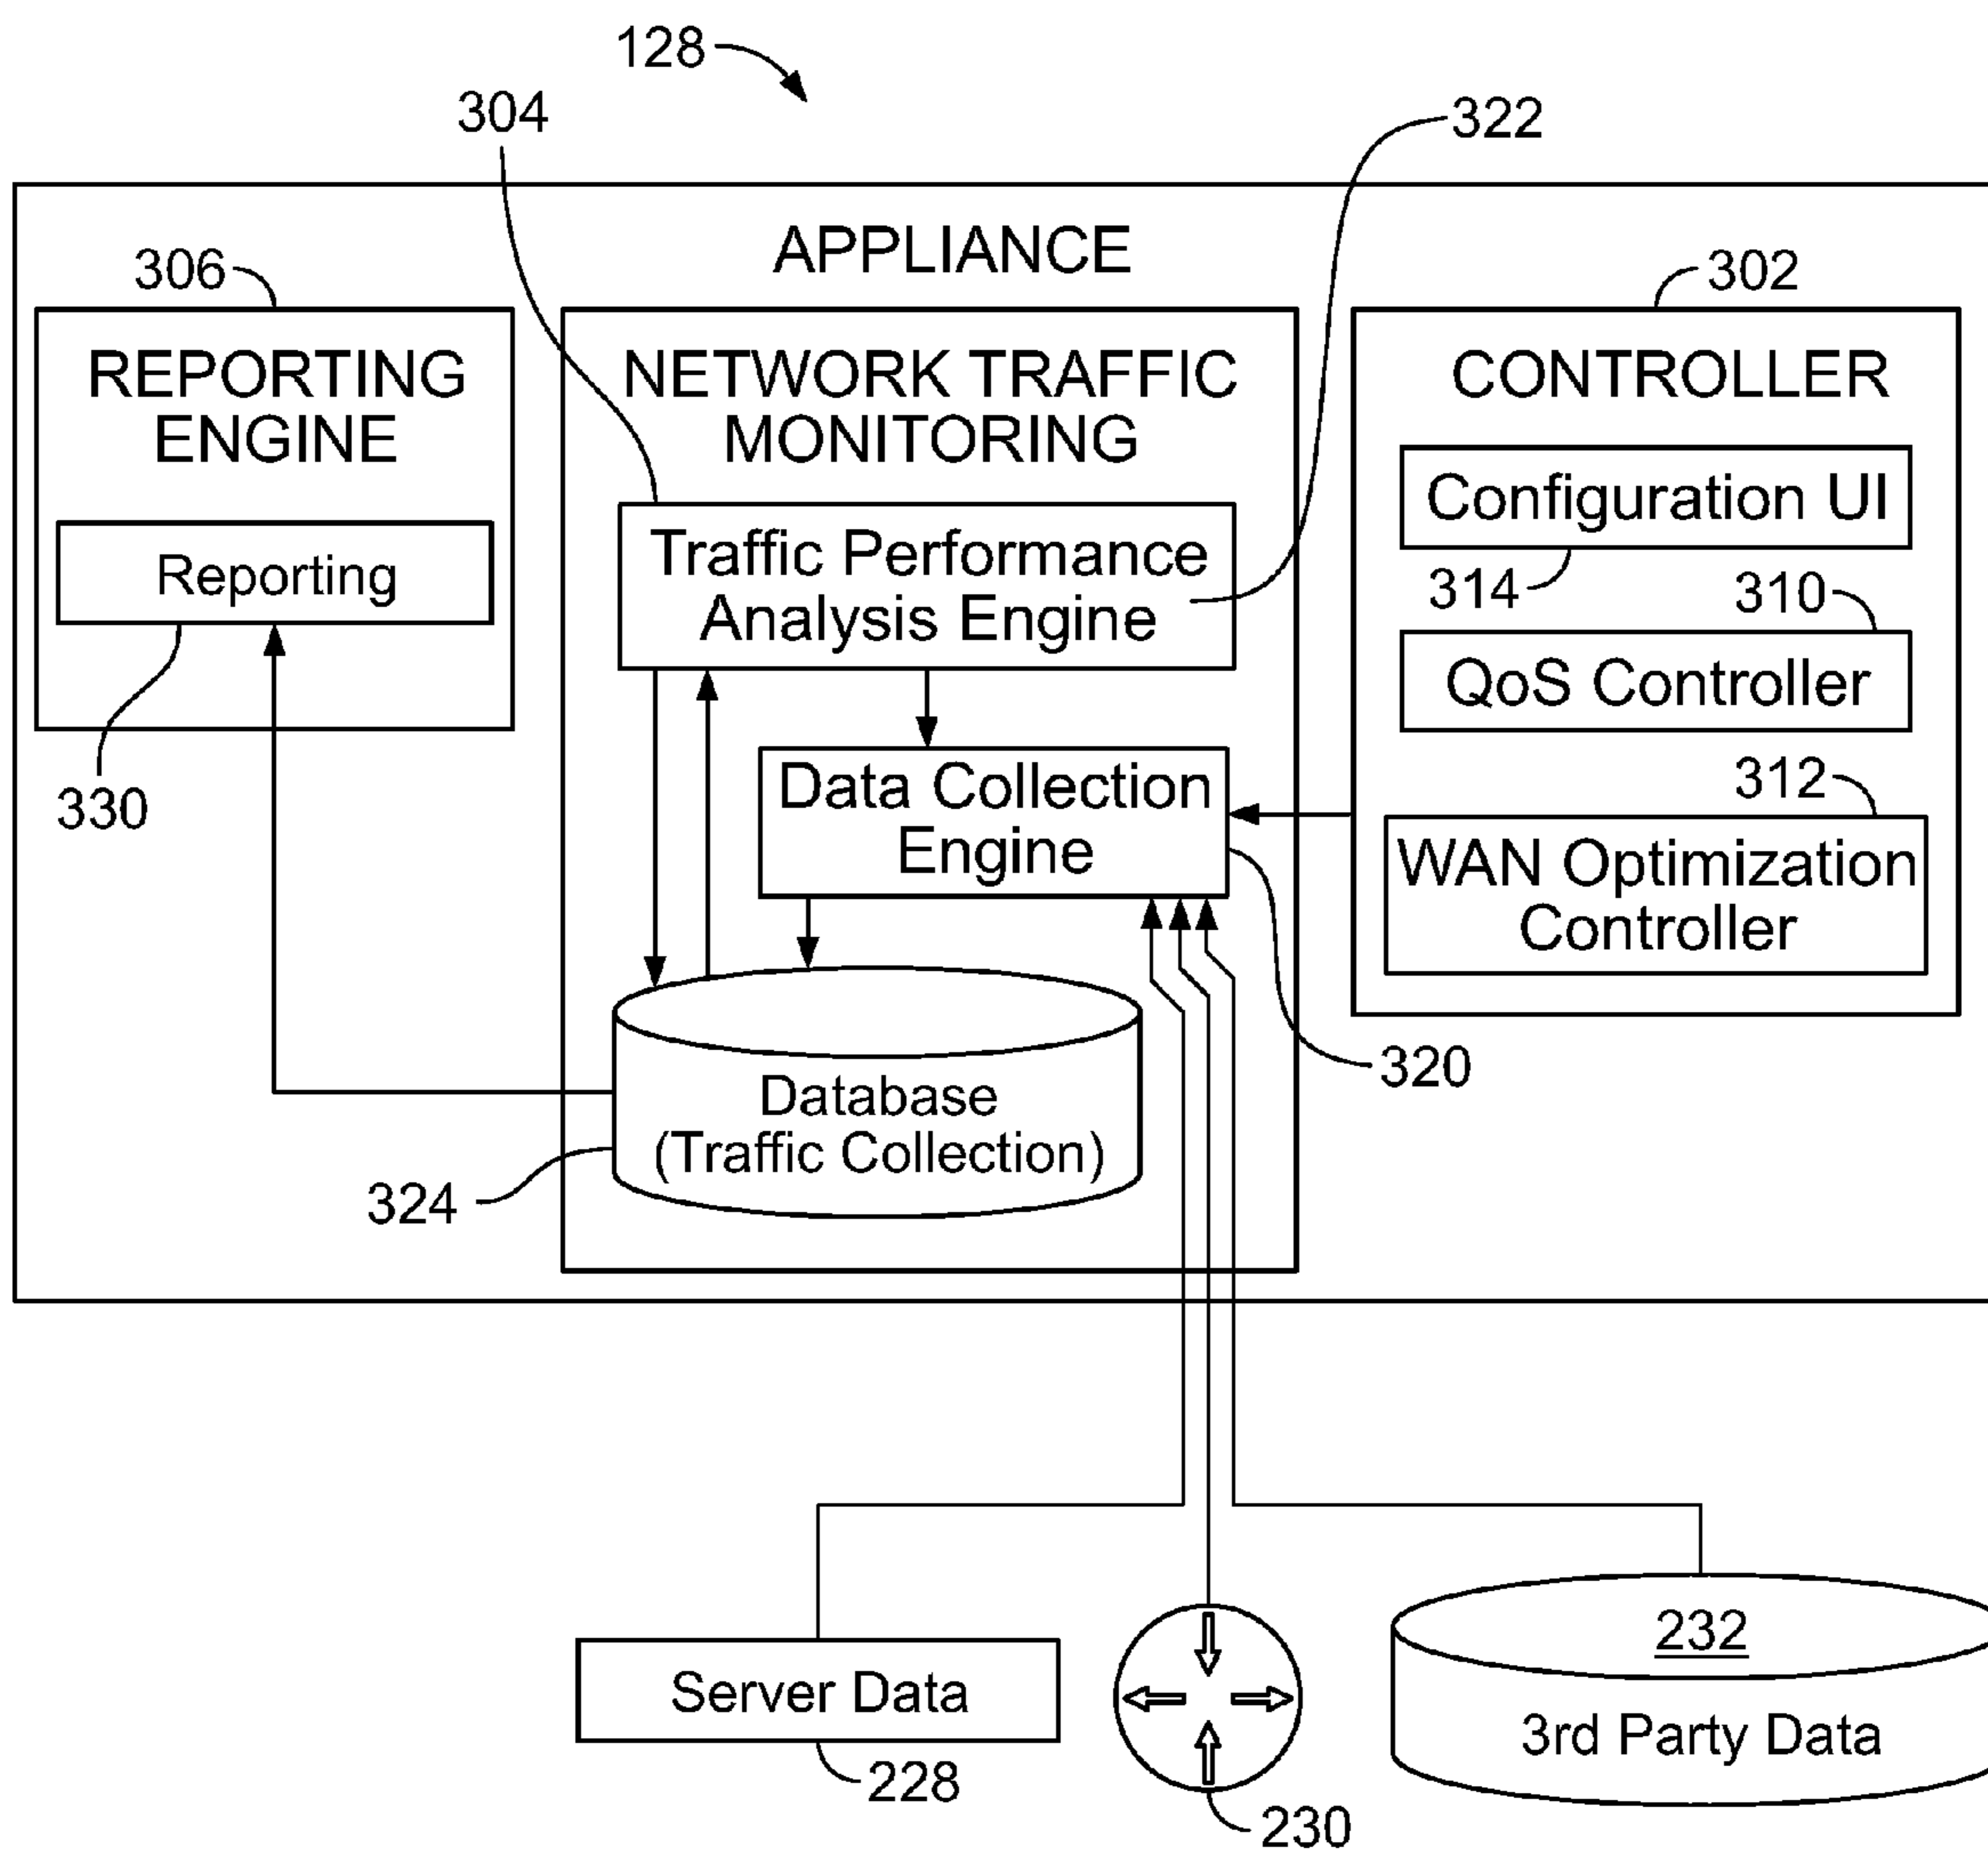 128
304
322
APPLIANCE
306
302
REPORTING
ENGINE
NETWORK TRAFFIC
MONITORING
CONTROLLER
Configuration UI
314
Reporting
Traffic Performance
Analysis Engine
310
QoS Controller
330
Data Collection
Engine
312
WAN Optimization
Controller
320
Database
(Traffic Collection)
324
232
Server Data
3rd Party Data
228
230